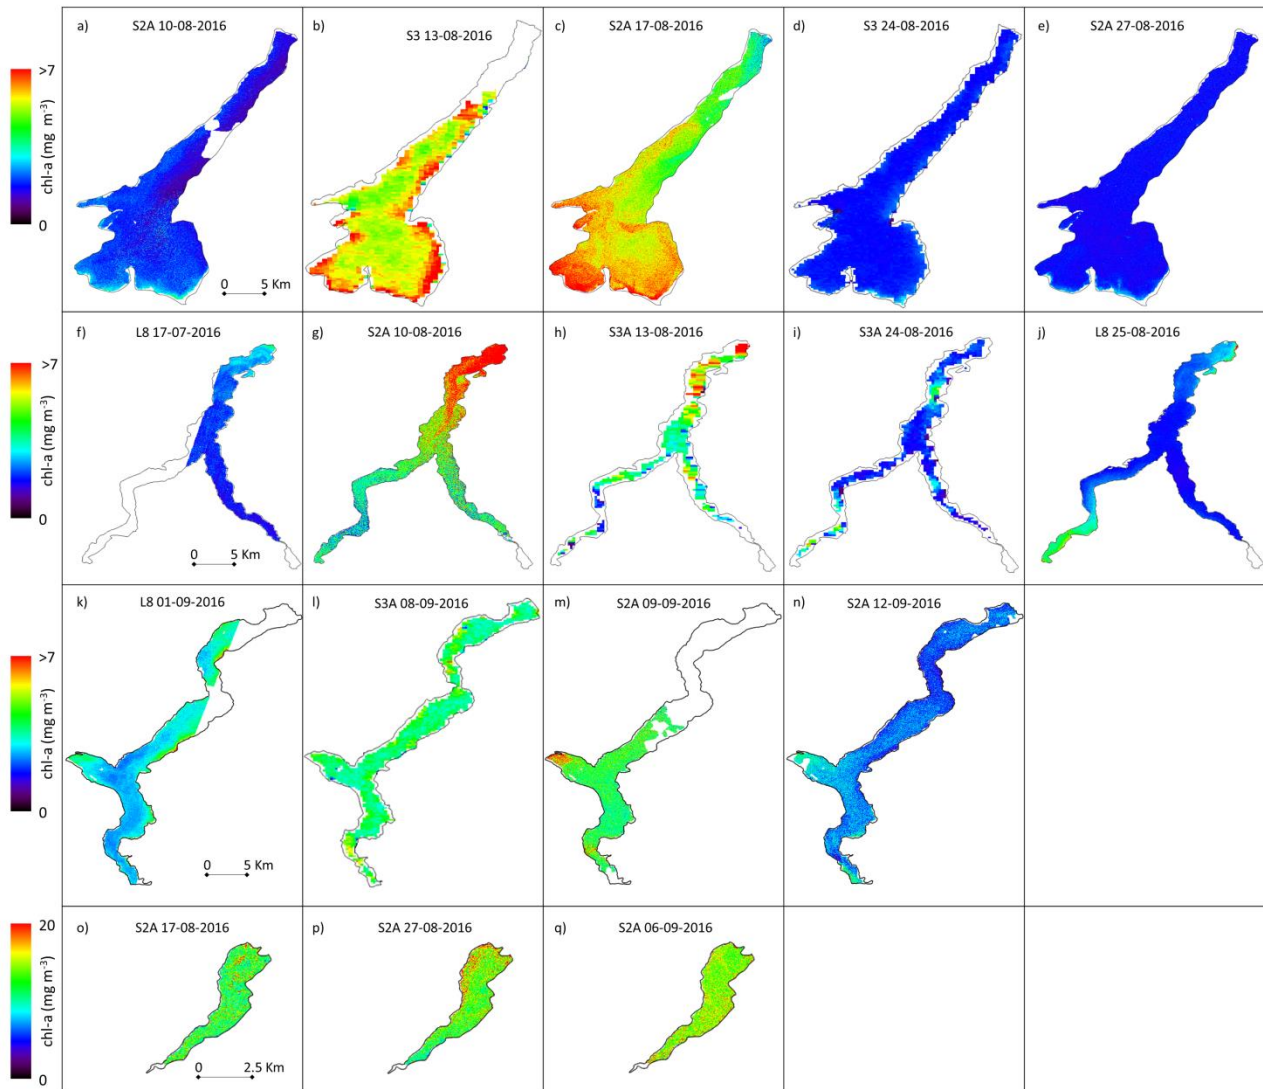 a) S2A 10-08-2016
b) S3 13-08-2016
c) S2A 17-08-2016
d) S3 24-08-2016
e) S2A 27-08-2016
>7
chl-a (mg m⁻³)
0
0 5 Km
f) L8 17-07-2016
g) S2A 10-08-2016
h) S3A 13-08-2016
i) S3A 24-08-2016
j) L8 25-08-2016
>7
chl-a (mg m⁻³)
0
0 5 Km
k) L8 01-09-2016
l) S3A 08-09-2016
m) S2A 09-09-2016
n) S2A 12-09-2016
>7
chl-a (mg m⁻³)
0
0 5 Km
o) S2A 17-08-2016
p) S2A 27-08-2016
q) S2A 06-09-2016
20
chl-a (mg m⁻³)
0
0 2.5 Km